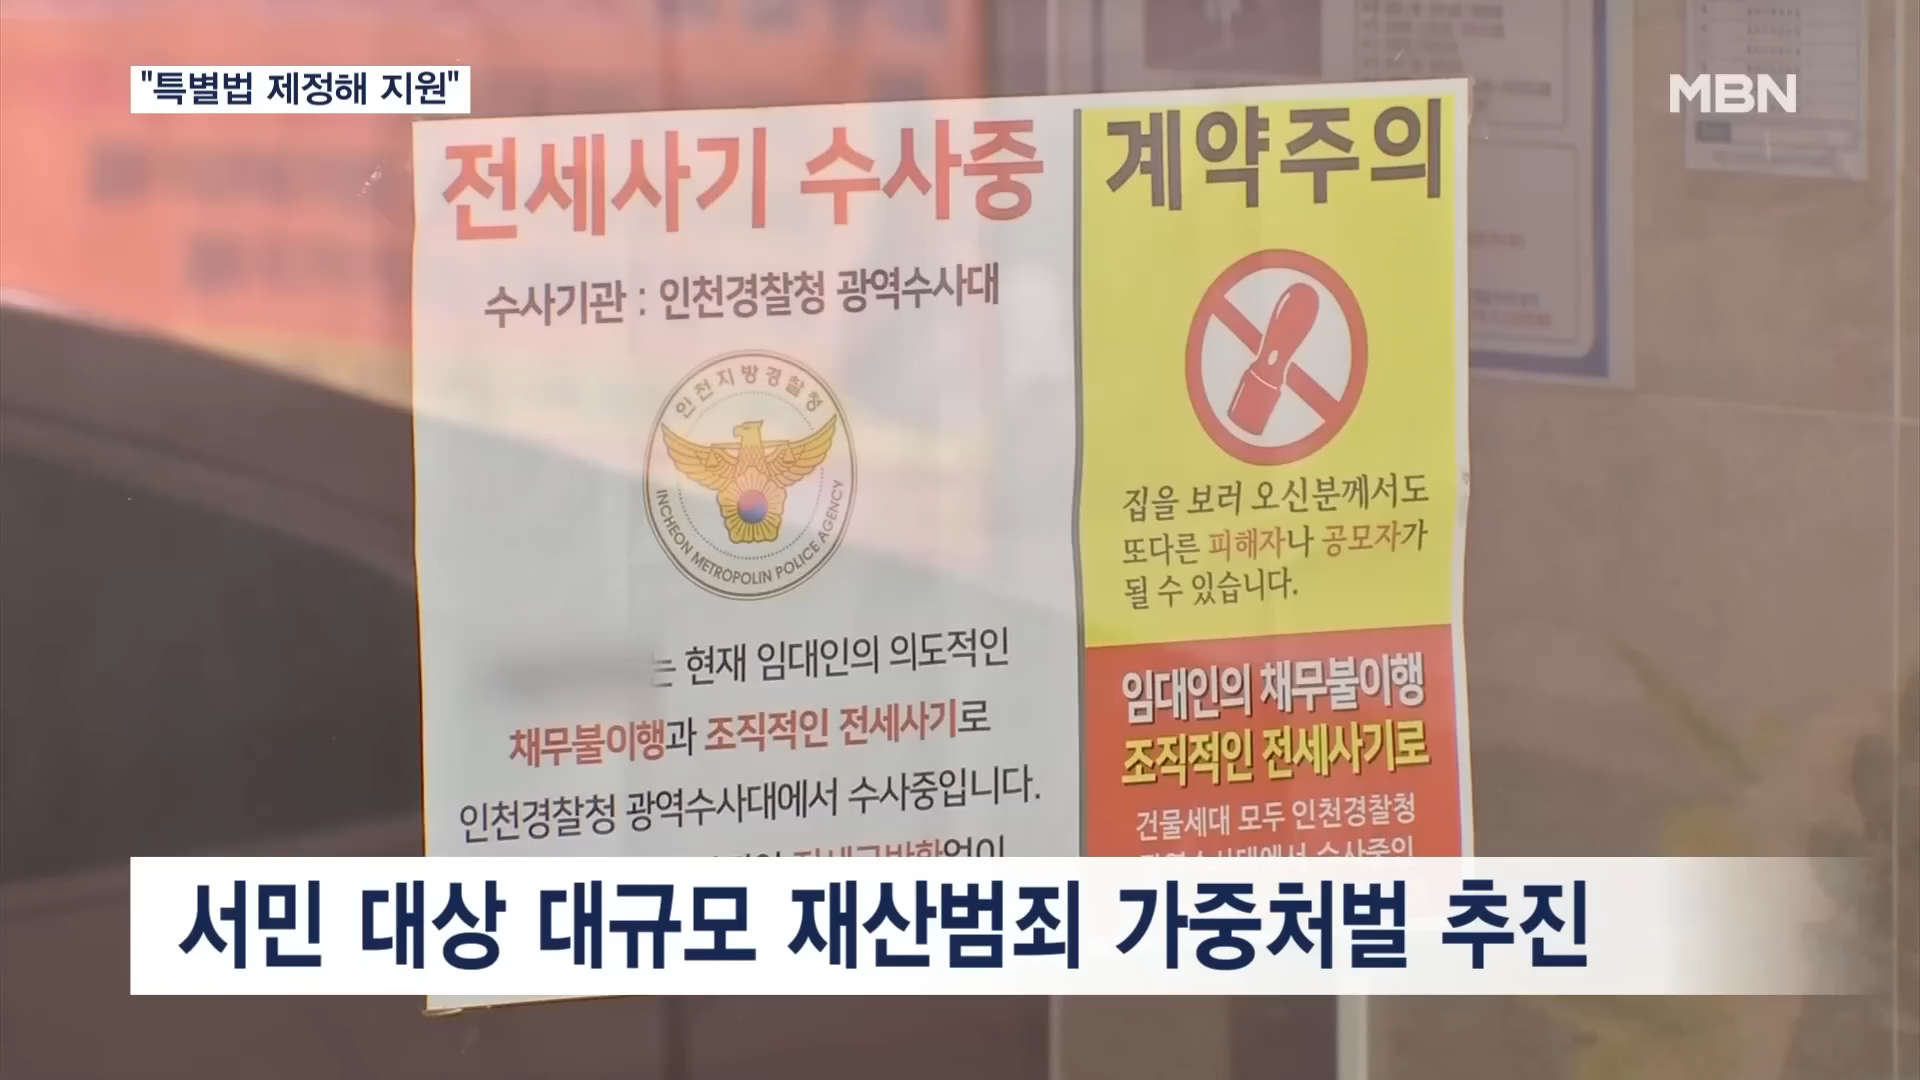 "특별법 제정해 지원"
MBN
전세사기 수사중
수사기관 : 인천경찰청 광역수사대
인천지방경찰청
INCHEON METROPOLIN POLICE AGENCY
는 현재 임대인의 의도적인
채무불이행과 조직적인 전세사기로
인천경찰청 광역수사대에서 수사중입니다.
계약주의
집을 보러 오신분께서도
또다른 피해자나 공모자가
될 수 있습니다.
임대인의 채무불이행
조직적인 전세사기로
건물세대 모두 인천경찰청
서민 대상 대규모 재산범죄 가중처벌 추진